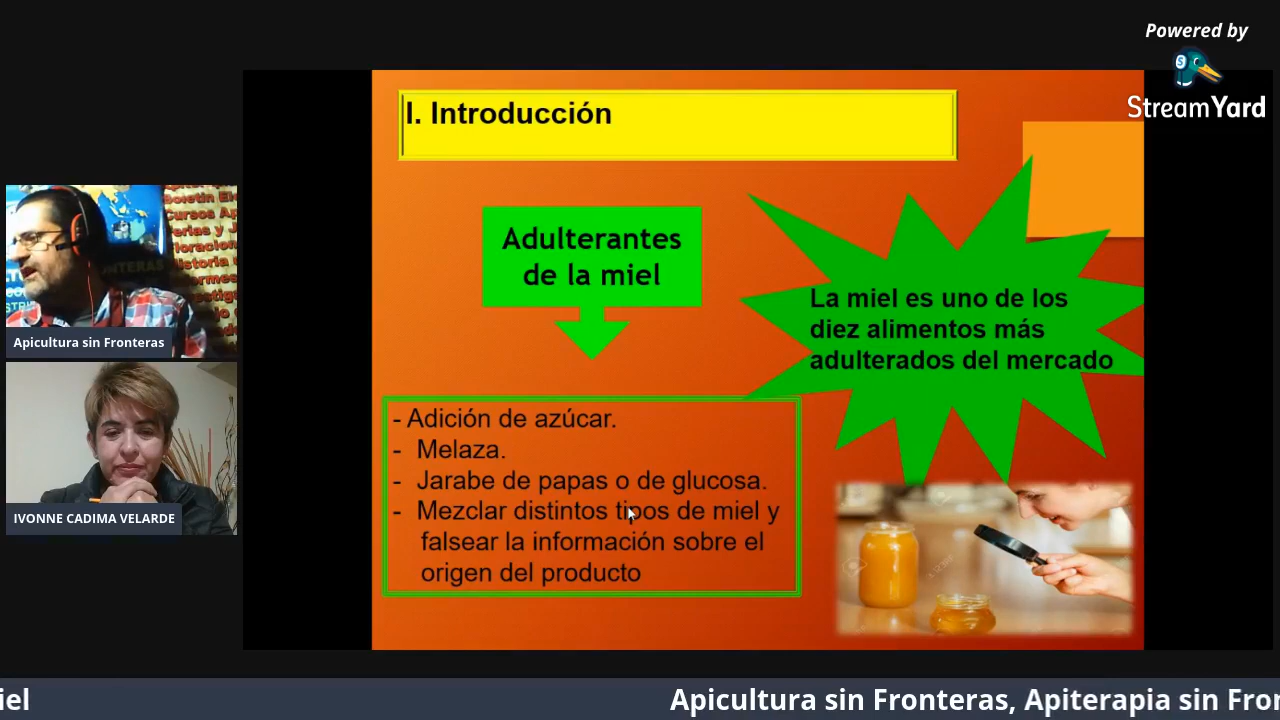 Powered by
StreamYard
I. Introducción
Adulterantes
de la miel
La miel es uno de los
diez alimentos más
adulterados del mercado
- Adición de azúcar.
- Melaza.
- Jarabe de papas o de glucosa.
- Mezclar distintos tipos de miel y
falsear la información sobre el
origen del producto
Apicultura sin Fronteras
IVONNE CADIMA VELARDE
iel
Apicultura sin Fronteras, Apiterapia sin Fron